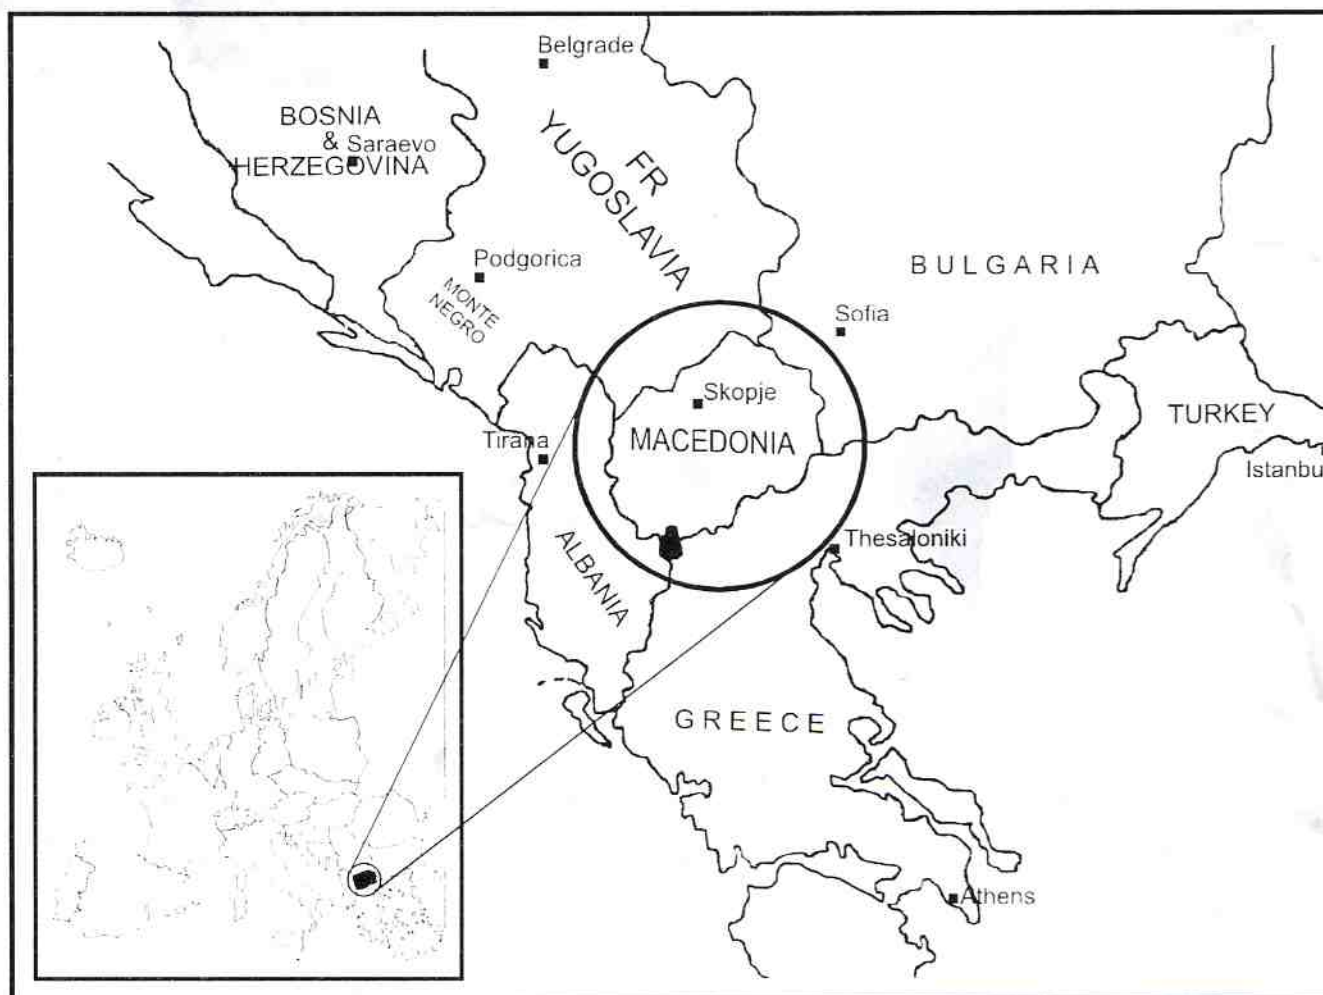 Belgrade
BOSNIA
& Saraevo
HERZEGOVINA
FR
YUGOSLAVIA
Podgorica
MONTE
NEGRO
BULGARIA
Sofia
Skopje
MACEDONIA
Tirana
TURKEY
Istanbu
Thesaloniki
ALBANIA
GREECE
Athens